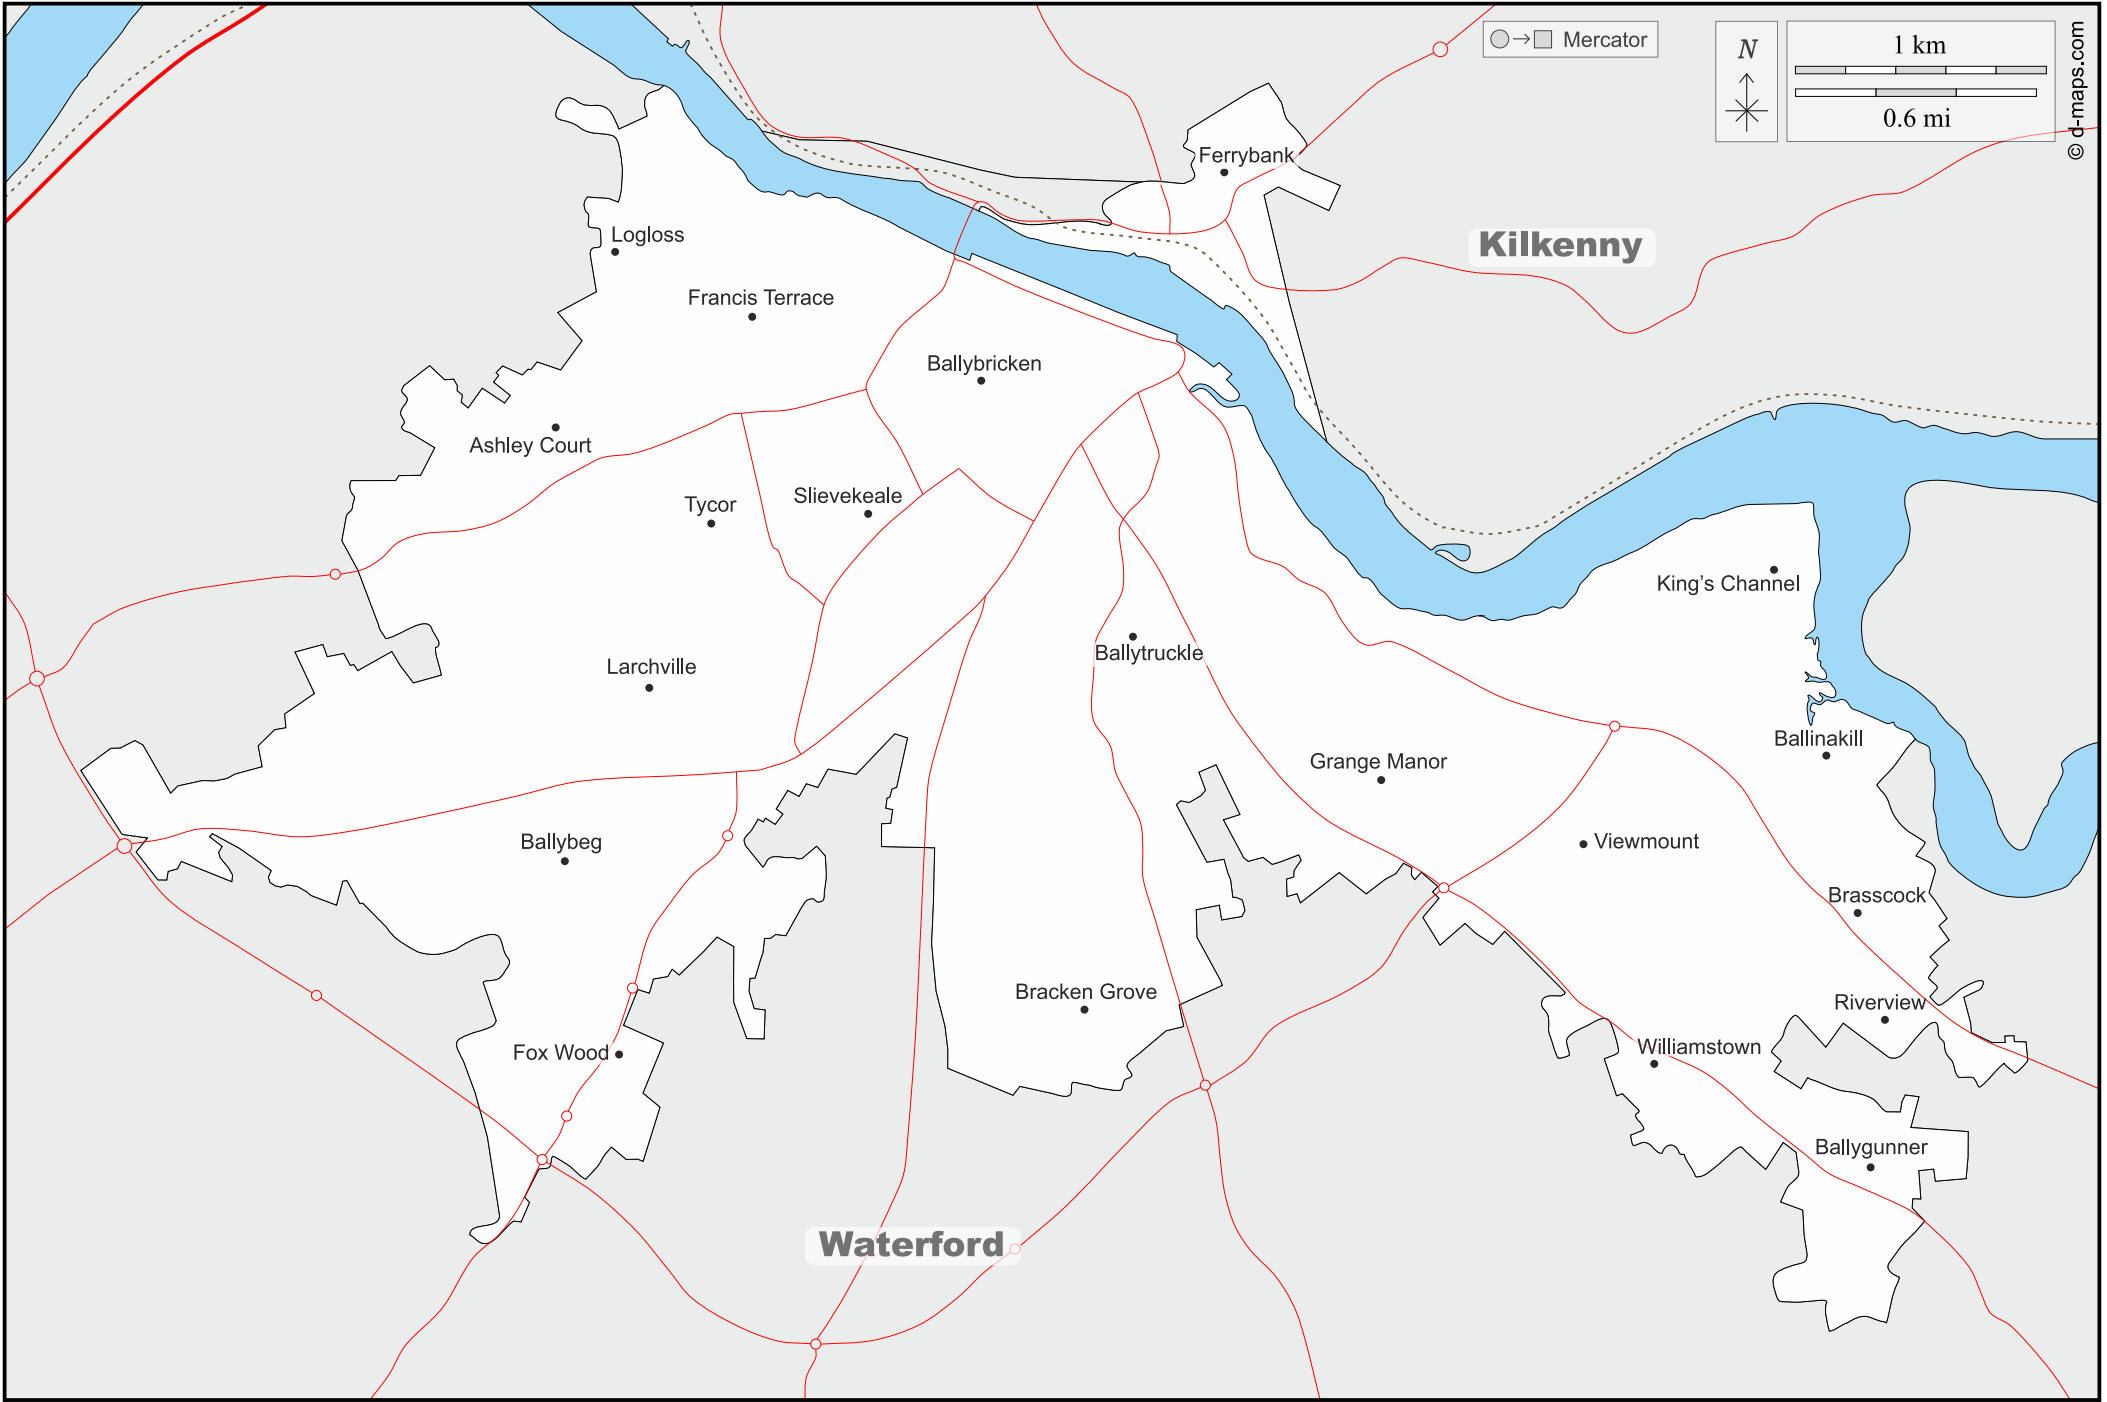 Mercator
N
1 km
0.6 mi
© d-maps.com
Ferrybank
Logloss
Kilkenny
Francis Terrace
Ballybricken
Ashley Court
Slievekeale
Tycor
King's Channel
Ballytruckle
Larchville
Ballinakill
Grange Manor
Ballybeg
Viewmount
Brasscock
Bracken Grove
Riverview
Fox Wood
Williamstown
Ballygunner
Waterford